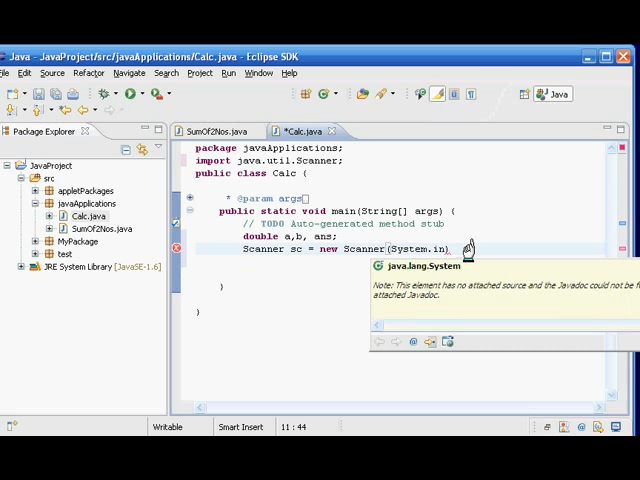 Java - JavaProject/src/javaApplications/Calc.java - Eclipse SDK
File Edit Source Refactor Navigate Search Project Run Window Help
Java
Package Explorer
SumOf2Nos.java
*Calc.java
JavaProject
src
appletPackages
javaApplications
Calc.java
SumOf2Nos.java
MyPackage
test
JRE System Library [JavaSE-1.6]
package javaApplications;
import java.util.Scanner;
public class Calc {
* @param args
public static void main(String[] args) {
// TODO Auto-generated method stub
double a,b, ans;
Scanner sc = new Scanner(System.in)
}
}
java.lang.System
Note: This element has no attached source and the Javadoc could not be f
attached Javadoc.
@
Writable
Smart Insert
11 : 44